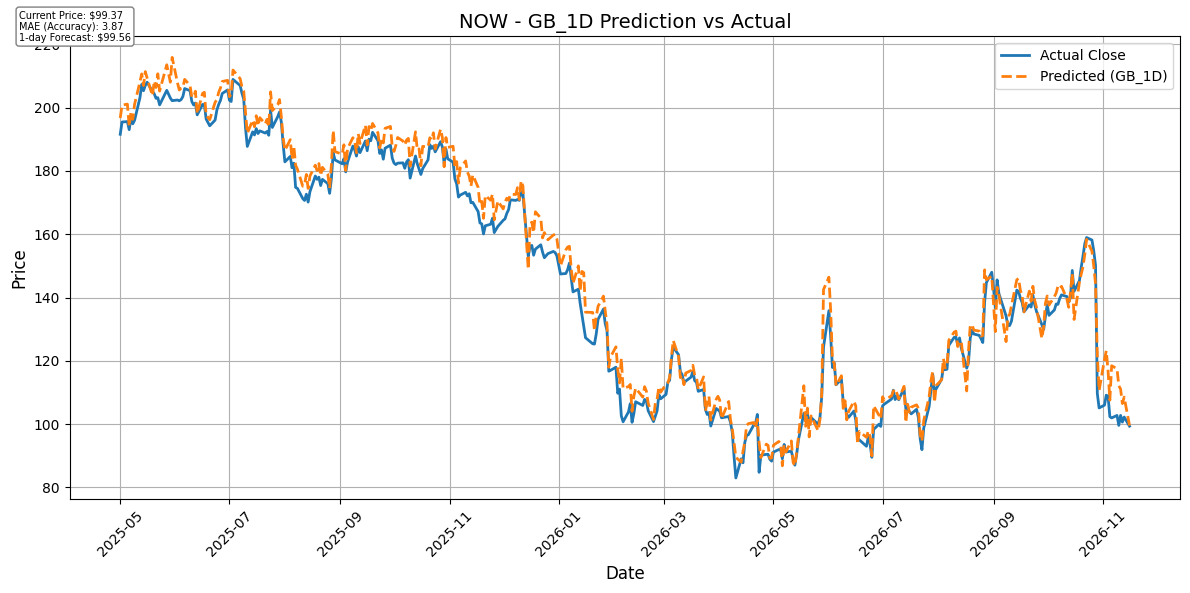 NOW - GB_1D Prediction vs Actual
Current Price: $99.37
MAE (Accuracy): 3.87
1-day Forecast: $99.56
Actual Close
Predicted (GB_1D)
Price
220
200
180
160
140
120
100
80
2025-05
2025-07
2025-09
2025-11
2026-01
2026-03
2026-05
2026-07
2026-09
2026-11
Date